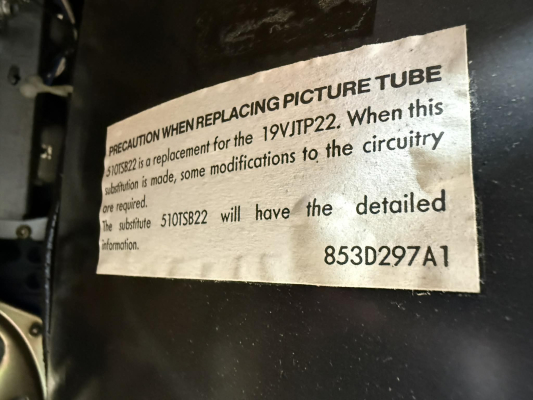 PRECAUTION WHEN REPLACING PICTURE TUBE
510TSB22 is a replacement for the 19VJTP22. When this
substitution is made, some modifications to the circuitry
are required.
The substitute 510TSB22 will have the detailed
information.
853D297A1